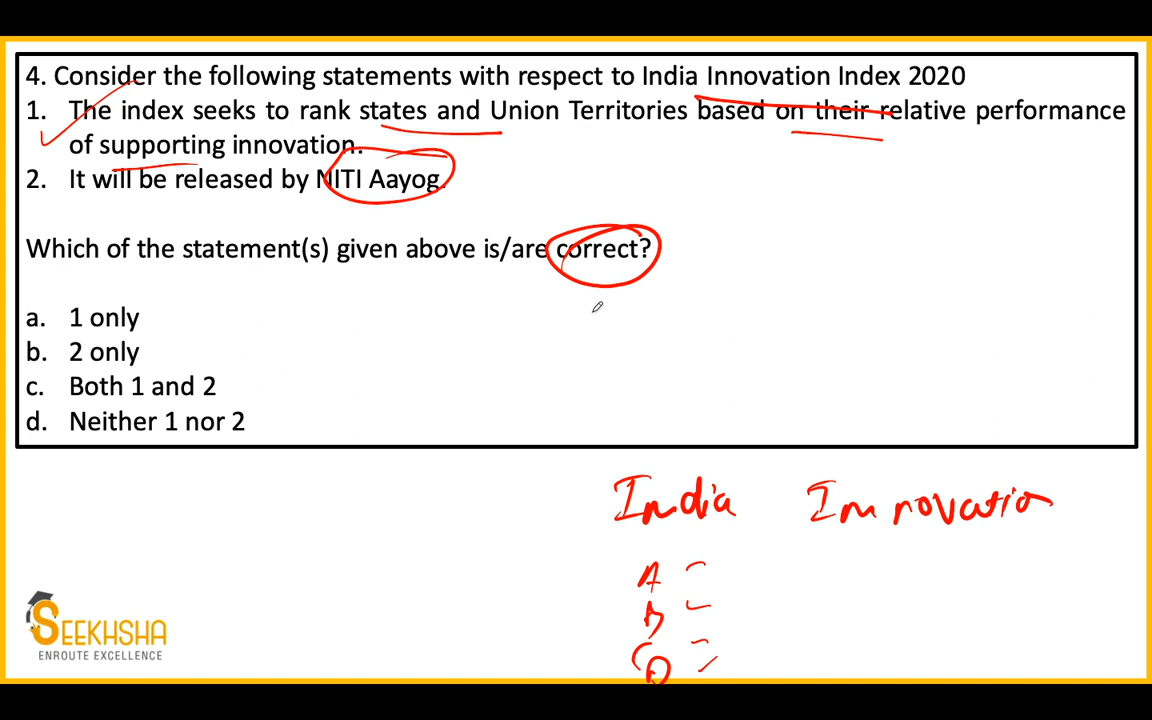 4. Consider the following statements with respect to India Innovation Index 2020
1. The index seeks to rank states and Union Territories based on their relative performance
of supporting innovation.
2. It will be released by NITI Aayog.
Which of the statement(s) given above is/are correct?
a. 1 only
b. 2 only
c. Both 1 and 2
d. Neither 1 nor 2
India Innovation
A
B
C
D
SEEKHSHA
ENROUTE EXCELLENCE